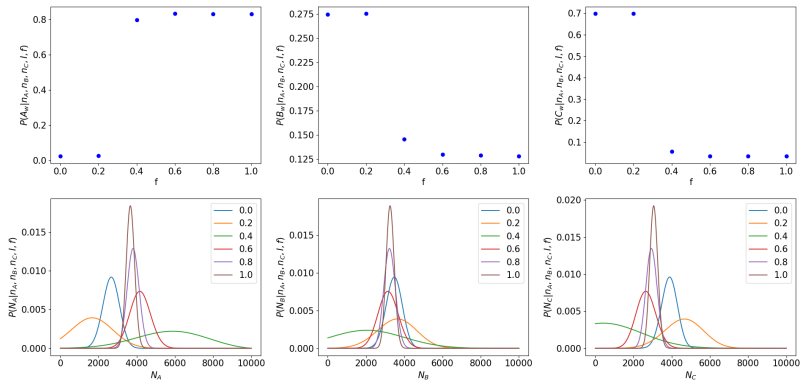 P(A_w|n_A, n_B, n_C, l, f)
0.8
0.6
0.4
0.2
0.0
0.0 0.2 0.4 0.6 0.8 1.0
f
P(B_w|n_A, n_B, n_C, l, f)
0.275
0.250
0.225
0.200
0.175
0.150
0.125
0.0 0.2 0.4 0.6 0.8 1.0
f
P(C_w|n_A, n_B, n_C, l, f)
0.7
0.6
0.5
0.4
0.3
0.2
0.1
0.0 0.2 0.4 0.6 0.8 1.0
f
P(N_A|n_A, n_B, n_C, l, f)
0.015
0.010
0.005
0.000
0 2000 4000 6000 8000 10000
N_A
0.0
0.2
0.4
0.6
0.8
1.0
P(N_B|n_A, n_B, n_C, l, f)
0.015
0.010
0.005
0.000
0 2000 4000 6000 8000 10000
N_B
0.0
0.2
0.4
0.6
0.8
1.0
P(N_C|n_A, n_B, n_C, l, f)
0.020
0.015
0.010
0.005
0.000
0 2000 4000 6000 8000 10000
N_C
0.0
0.2
0.4
0.6
0.8
1.0